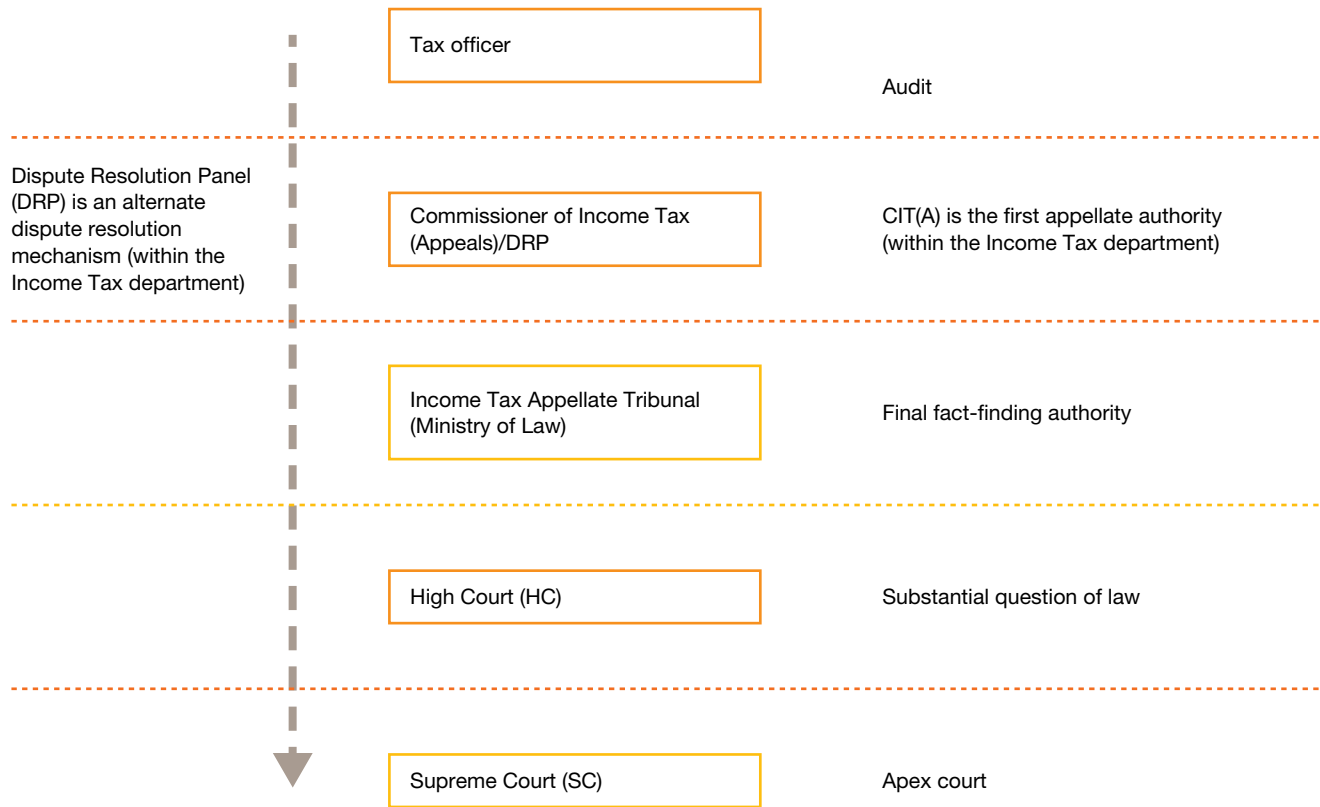 Tax officer
Audit
Dispute Resolution Panel
(DRP) is an alternate
dispute resolution
mechanism (within the
Income Tax department)
Commissioner of Income Tax
(Appeals)/DRP
CIT(A) is the first appellate authority
(within the Income Tax department)
Income Tax Appellate Tribunal
(Ministry of Law)
Final fact-finding authority
High Court (HC)
Substantial question of law
Supreme Court (SC)
Apex court